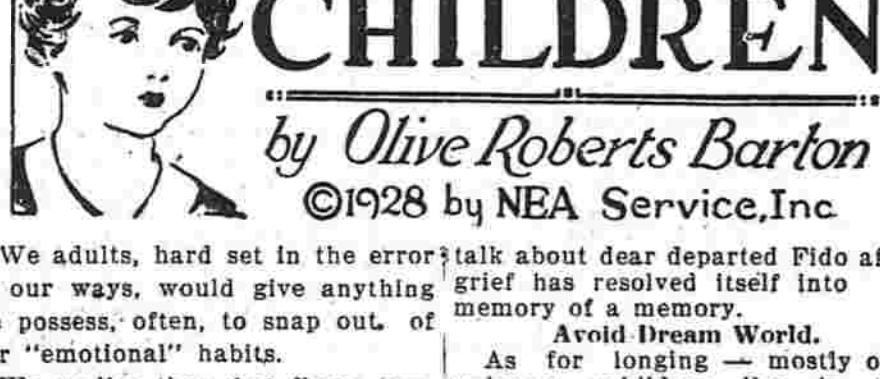 CHILDREN
by Olive Roberts Barton
©1928 by NEA Service, Inc.
We adults, hard set in the error
our ways, would give anything
possess, often, to snap out of
"emotional" habits.
talk about dear departed Fido
grief has resolved itself into
memory of a memory.
Avoid Dream World.
As for longing — mostly